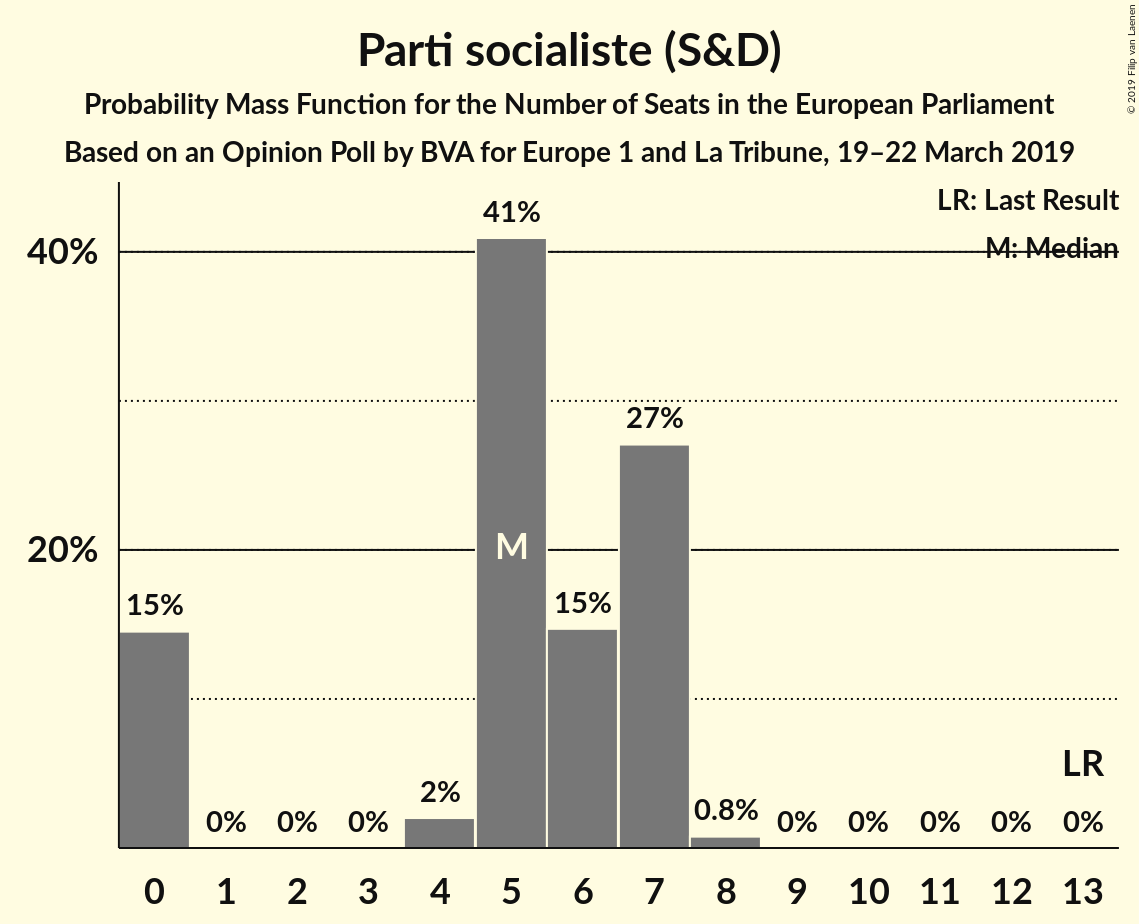 Parti socialiste (S&D)
Probability Mass Function for the Number of Seats in the European Parliament
Based on an Opinion Poll by BVA for Europe 1 and La Tribune, 19–22 March 2019
© 2019 Filip van Laenen
LR: Last Result
M: Median
40%
20%
41%
27%
15%
15%
2%
0.8%
0%
0%
0%
0%
0%
0%
0%
0%
M
LR
0 1 2 3 4 5 6 7 8 9 10 11 12 13